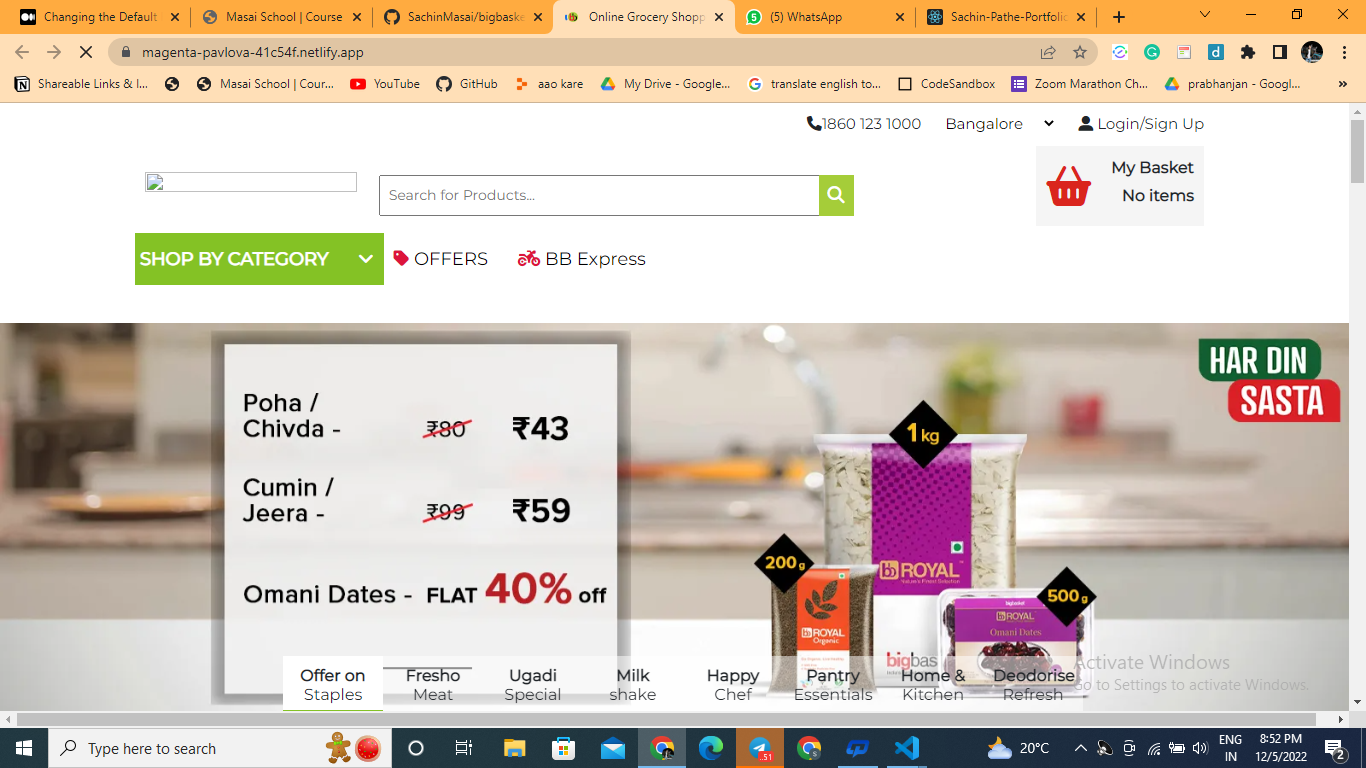 Changing the Default
Masai School | Course
SachinMasai/bigbaske
Online Grocery Shopp
(5) WhatsApp
Sachin-Pathe-Portfolio
magenta-pavlova-41c54f.netlify.app
Shareable Links & I...
Masai School | Cour...
YouTube
GitHub
aao kare
My Drive - Google...
translate english to...
CodeSandbox
Zoom Marathon Ch...
prabhanjan - Googl...
»
1860 123 1000
Bangalore
Login/Sign Up
Search for Products...
My Basket
No items
SHOP BY CATEGORY
OFFERS
BB Express
HAR DIN
SASTA
Poha /
Chivda - ₹80 ₹43
Cumin /
Jeera - ₹99 ₹59
Omani Dates - FLAT 40% off
1 kg
200 g
500 g
bb ROYAL
Nature's Finest Selection
bb ROYAL
Organic
bigbasket
bb ROYAL
Omani Dates
bigbas
Offer on
Staples
Fresho
Meat
Ugadi
Special
Milk
shake
Happy
Chef
Pantry
Essentials
Home &
Kitchen
Deodorise
Refresh
Activate Windows
Go to Settings to activate Windows.
Type here to search
51
20°C
ENG
IN
8:52 PM
12/5/2022
2